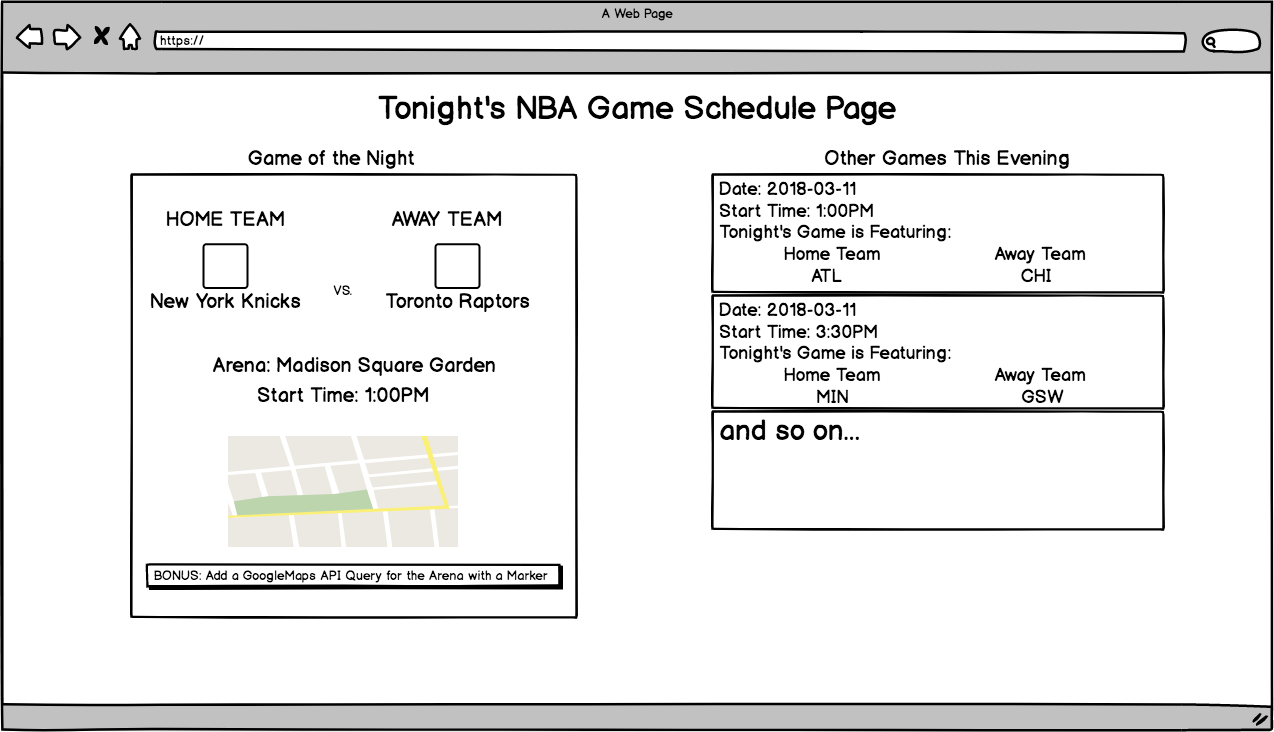 A Web Page
https://
Tonight's NBA Game Schedule Page
Game of the Night
HOME TEAM
AWAY TEAM
vs.
New York Knicks
Toronto Raptors
Arena: Madison Square Garden
Start Time: 1:00PM
BONUS: Add a GoogleMaps API Query for the Arena with a Marker
Other Games This Evening
Date: 2018-03-11
Start Time: 1:00PM
Tonight's Game is Featuring:
Home Team Away Team
ATL CHI
Date: 2018-03-11
Start Time: 3:30PM
Tonight's Game is Featuring:
Home Team Away Team
MIN GSW
and so on...